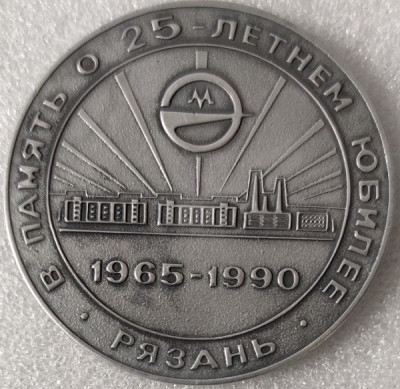 В ПАМЯТЬ О 25-ЛЕТНЕМ ЮБИЛЕЕ
М
1965-1990
· РЯЗАНЬ ·